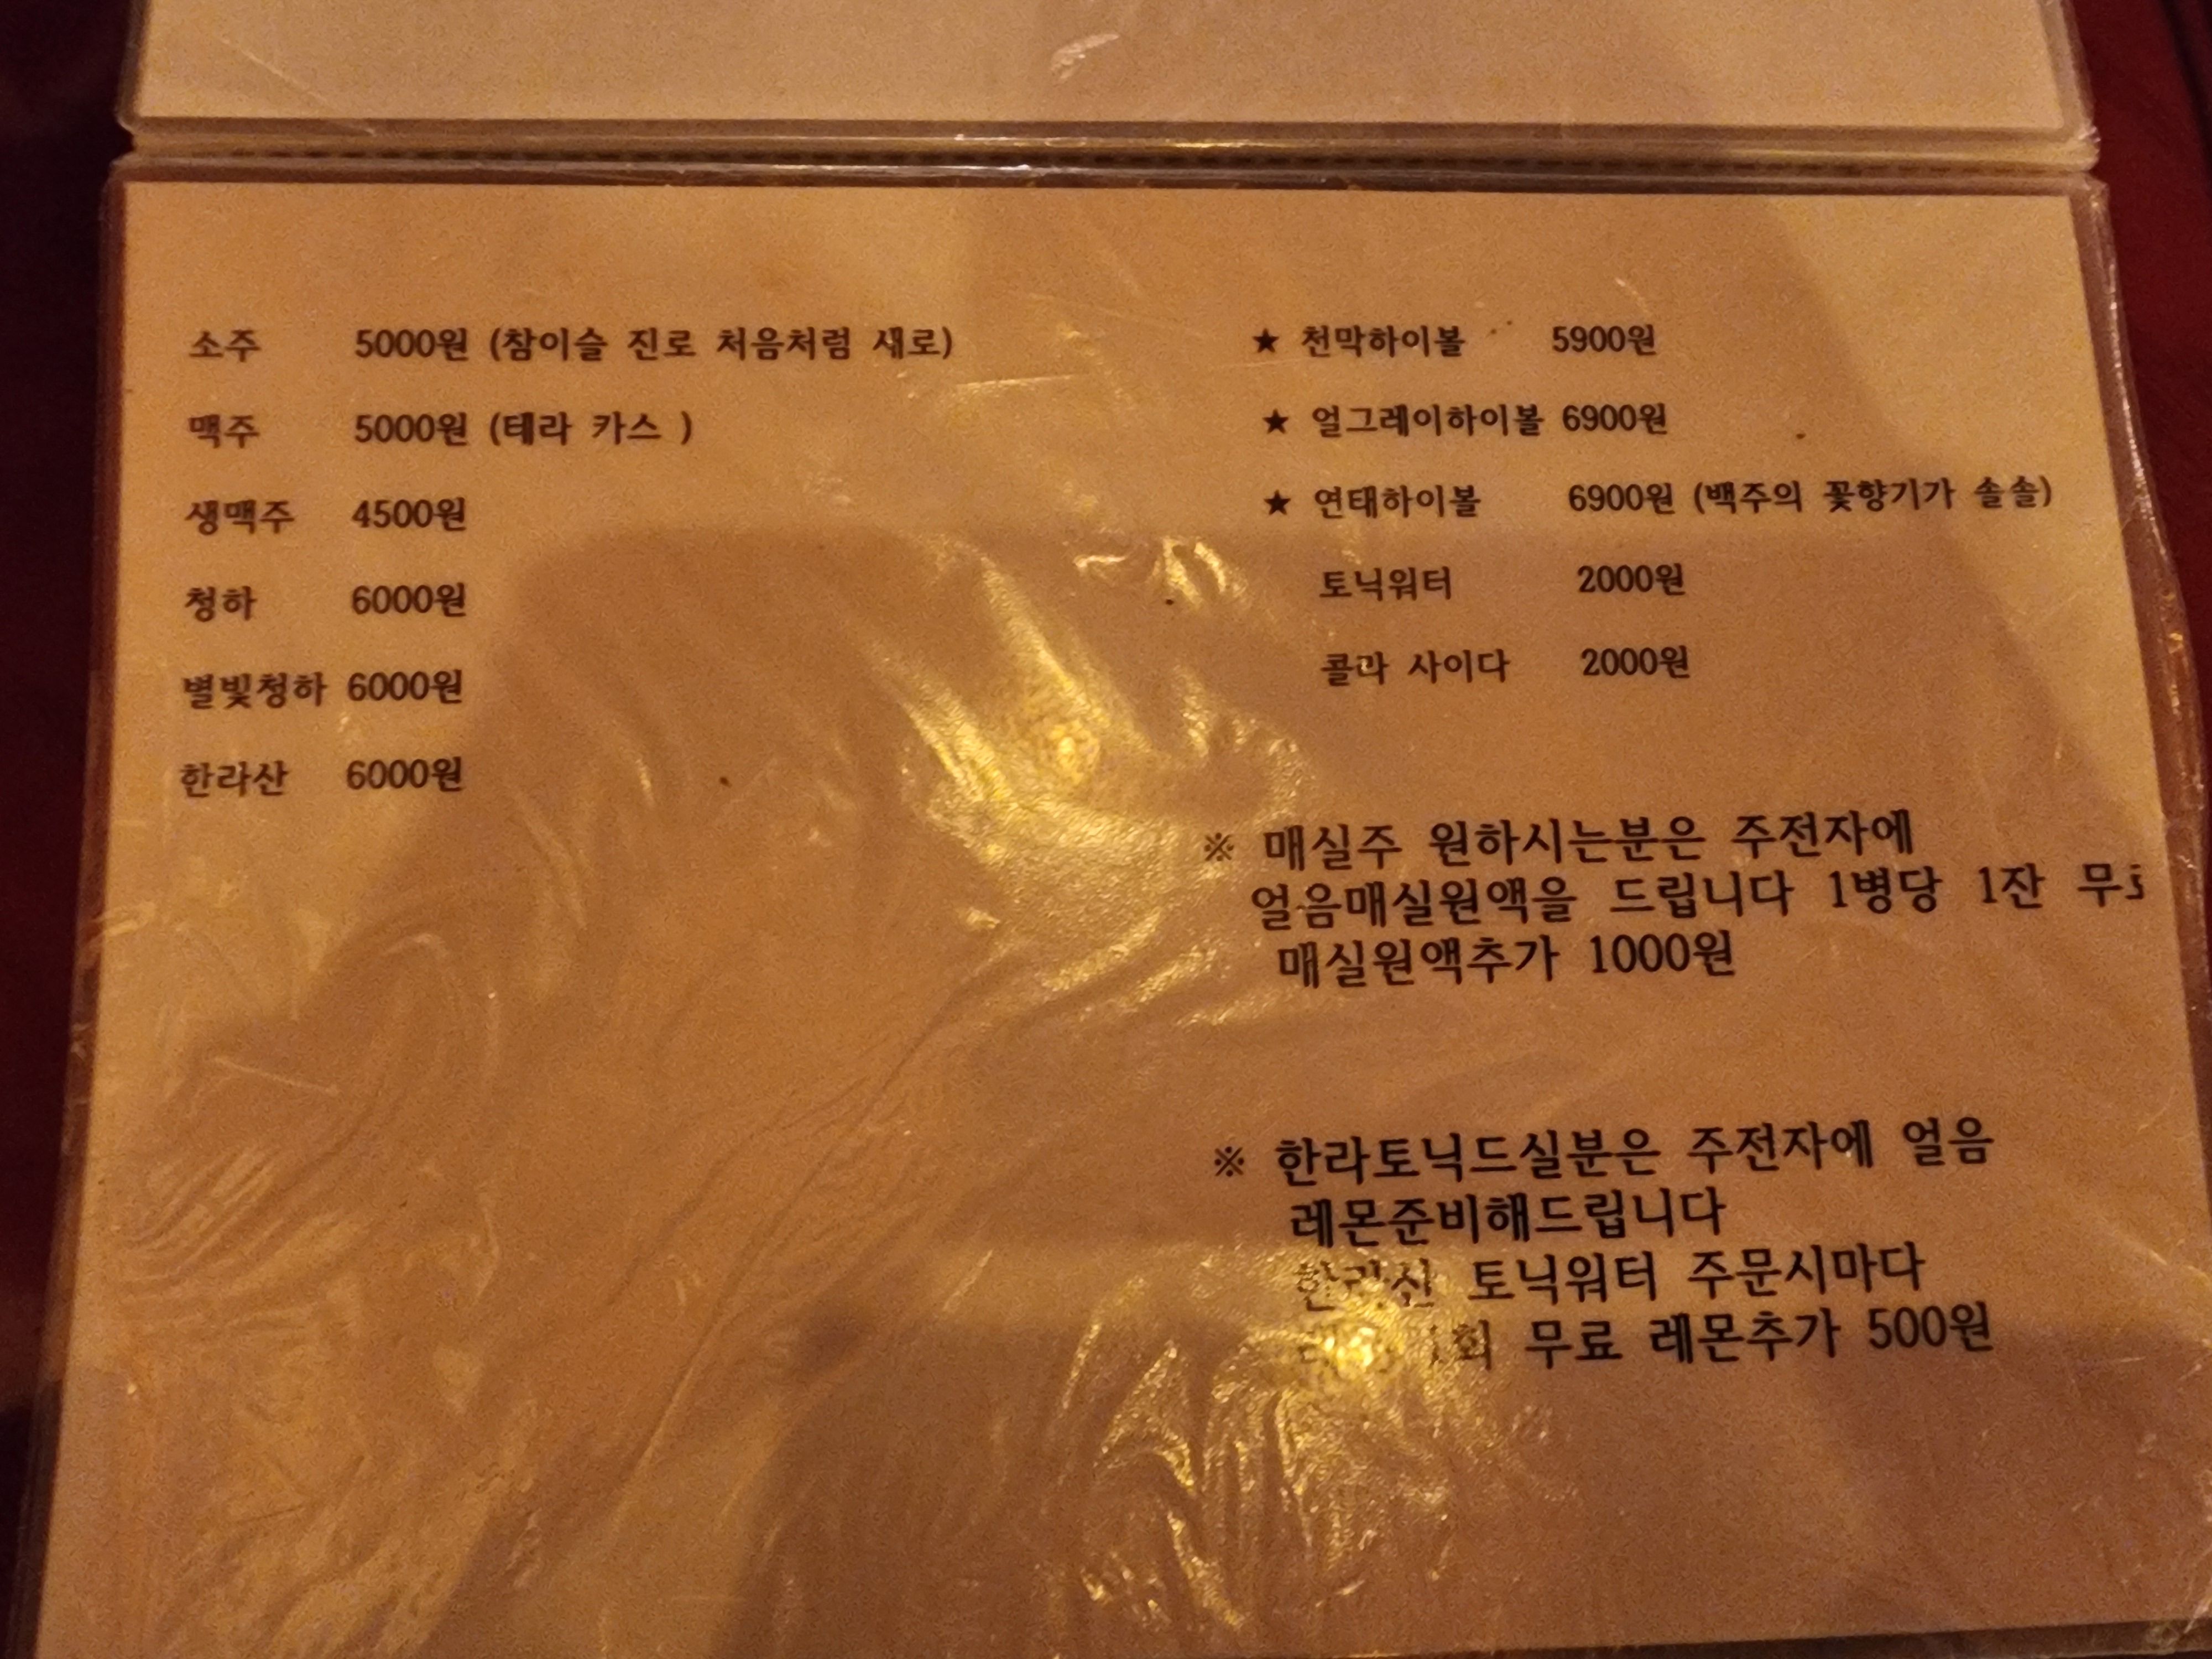 소주 5000원 (참이슬 진로 처음처럼 새로)
맥주 5000원 (테라 카스 )
생맥주 4500원
청하 6000원
별빛청하 6000원
한라산 6000원
★ 천막하이볼 5900원
★ 얼그레이하이볼 6900원
★ 연태하이볼 6900원 (백주의 꽃향기가 솔솔)
토닉워터 2000원
콜라 사이다 2000원
※ 매실주 원하시는분은 주전자에
얼음매실원액을 드립니다 1병당 1잔
매실원액추가 1000원
※ 한라토닉드실분은 주전자에 얼음
레몬준비해드립니다
한라산 토닉워터 주문시마다
1회 무료 레몬추가 500원